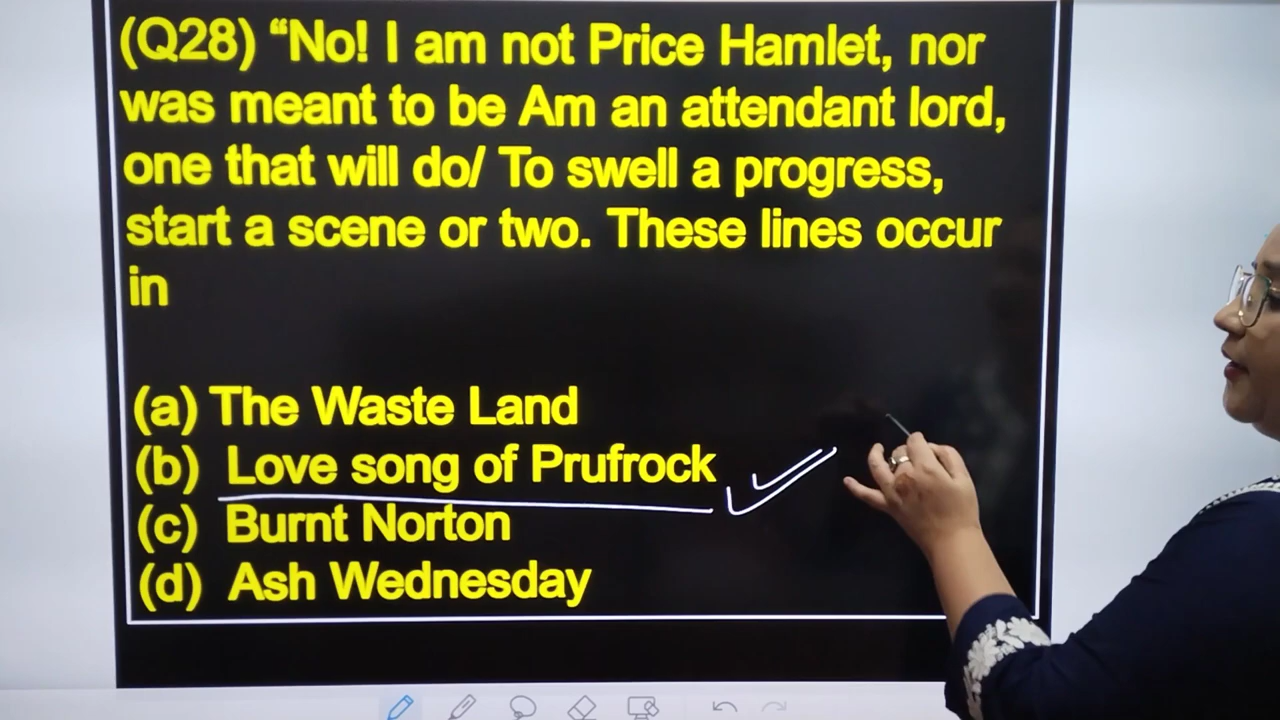 (Q28) “No! I am not Price Hamlet, nor
was meant to be Am an attendant lord,
one that will do/ To swell a progress,
start a scene or two. These lines occur
in
(a) The Waste Land
(b) Love song of Prufrock
(c) Burnt Norton
(d) Ash Wednesday